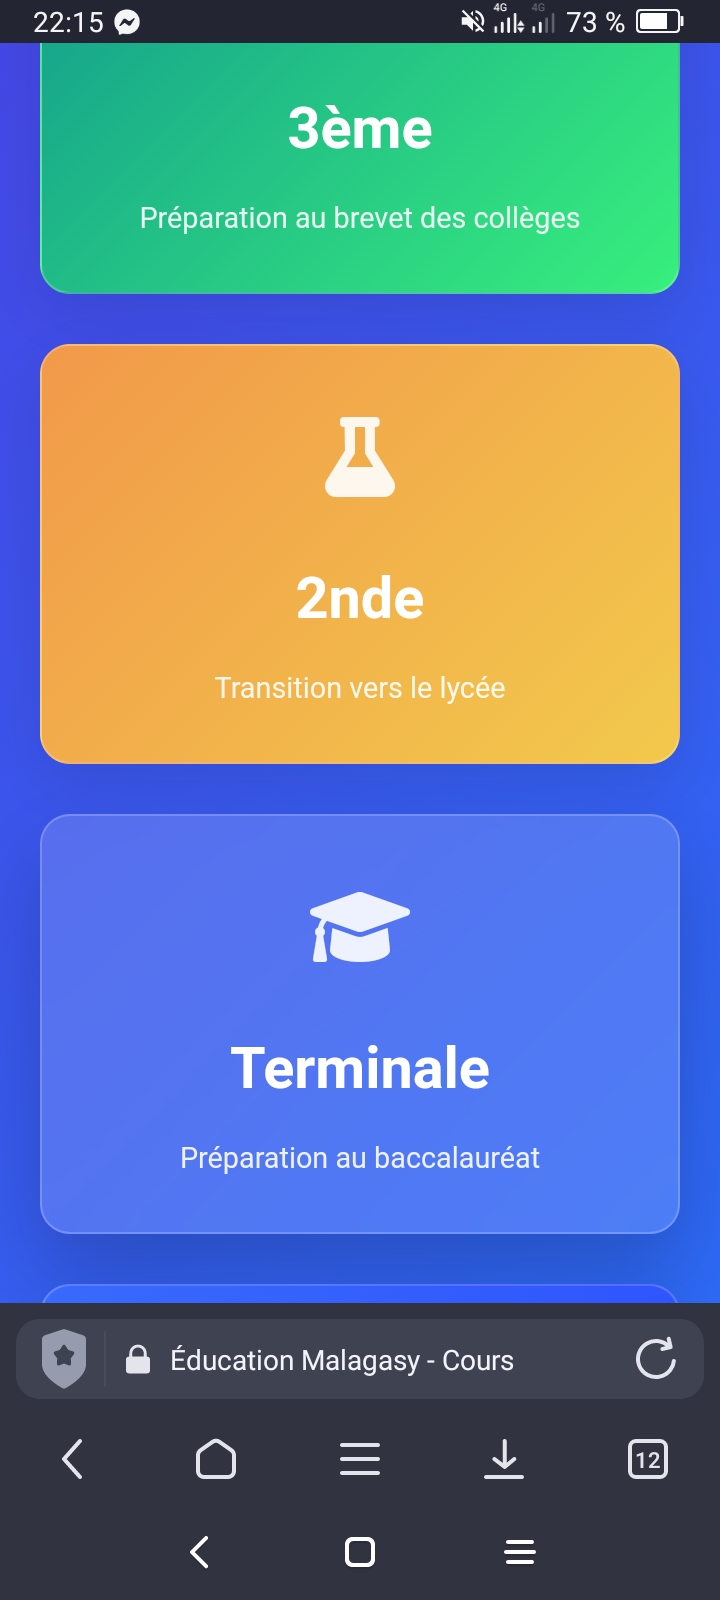 22:15
4G 4G 73 %
3ème
Préparation au brevet des collèges
2nde
Transition vers le lycée
Terminale
Préparation au baccalauréat
Éducation Malagasy - Cours
12